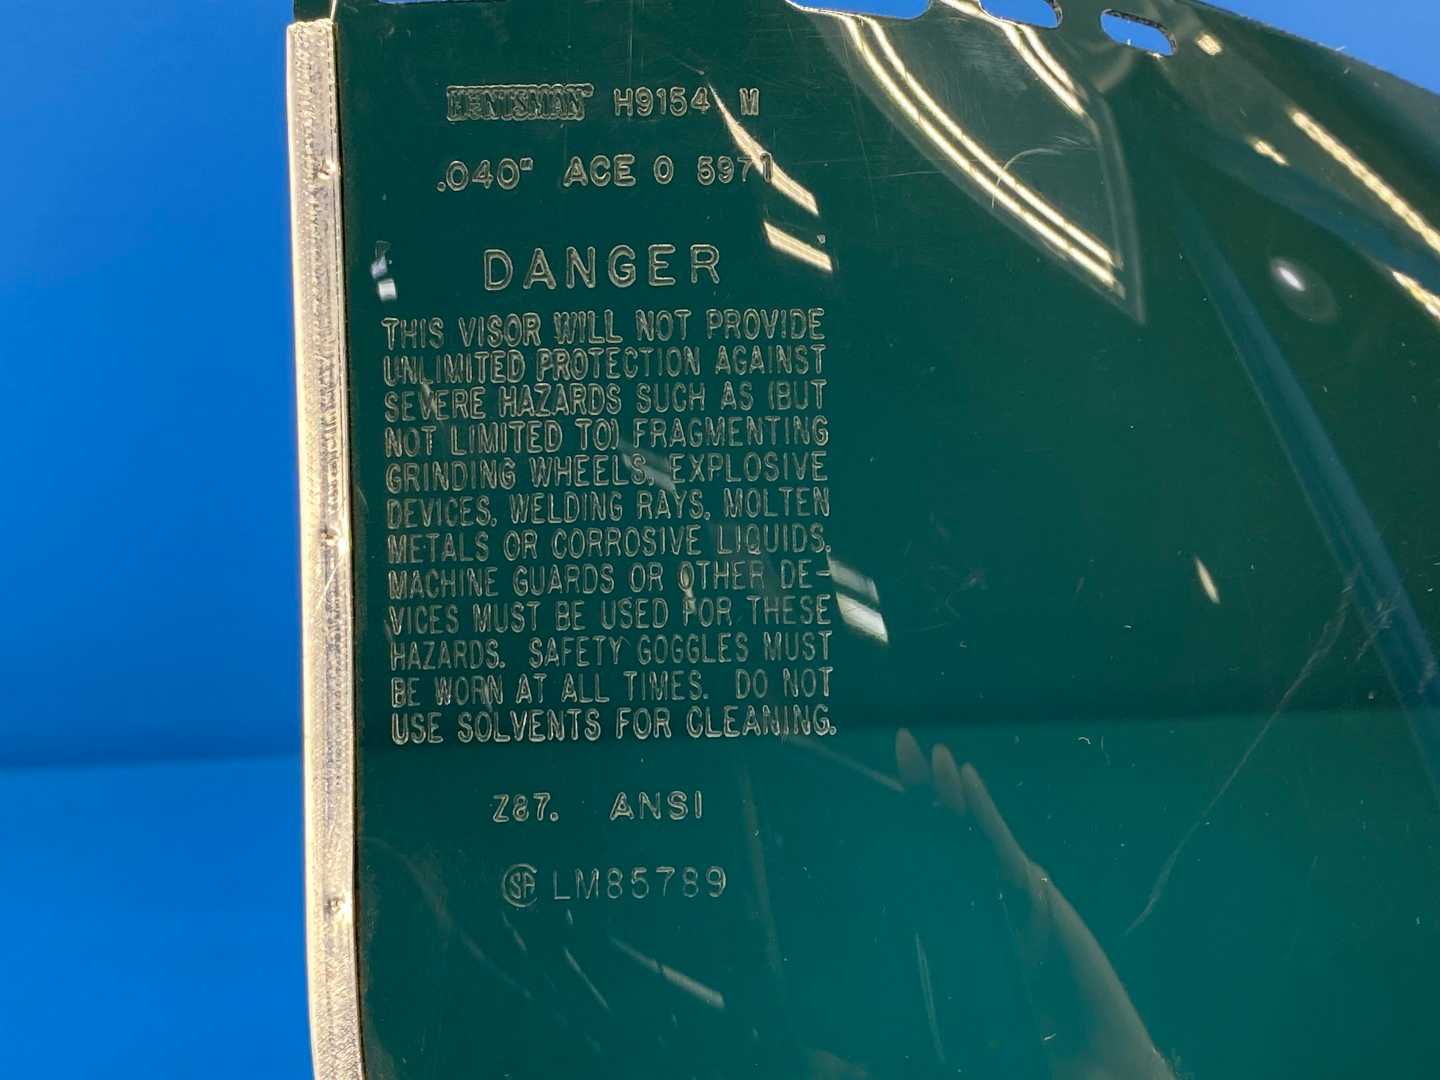 HUNTSMAN H9154 M
.040" ACE 0 5971
DANGER
THIS VISOR WILL NOT PROVIDE
UNLIMITED PROTECTION AGAINST
SEVERE HAZARDS SUCH AS (BUT
NOT LIMITED TO) FRAGMENTING
GRINDING WHEELS, EXPLOSIVE
DEVICES, WELDING RAYS, MOLTEN
METALS OR CORROSIVE LIQUIDS.
MACHINE GUARDS OR OTHER DE-
VICES MUST BE USED FOR THESE
HAZARDS. SAFETY GOGGLES MUST
BE WORN AT ALL TIMES. DO NOT
USE SOLVENTS FOR CLEANING.
Z87. ANSI
SA LM85789